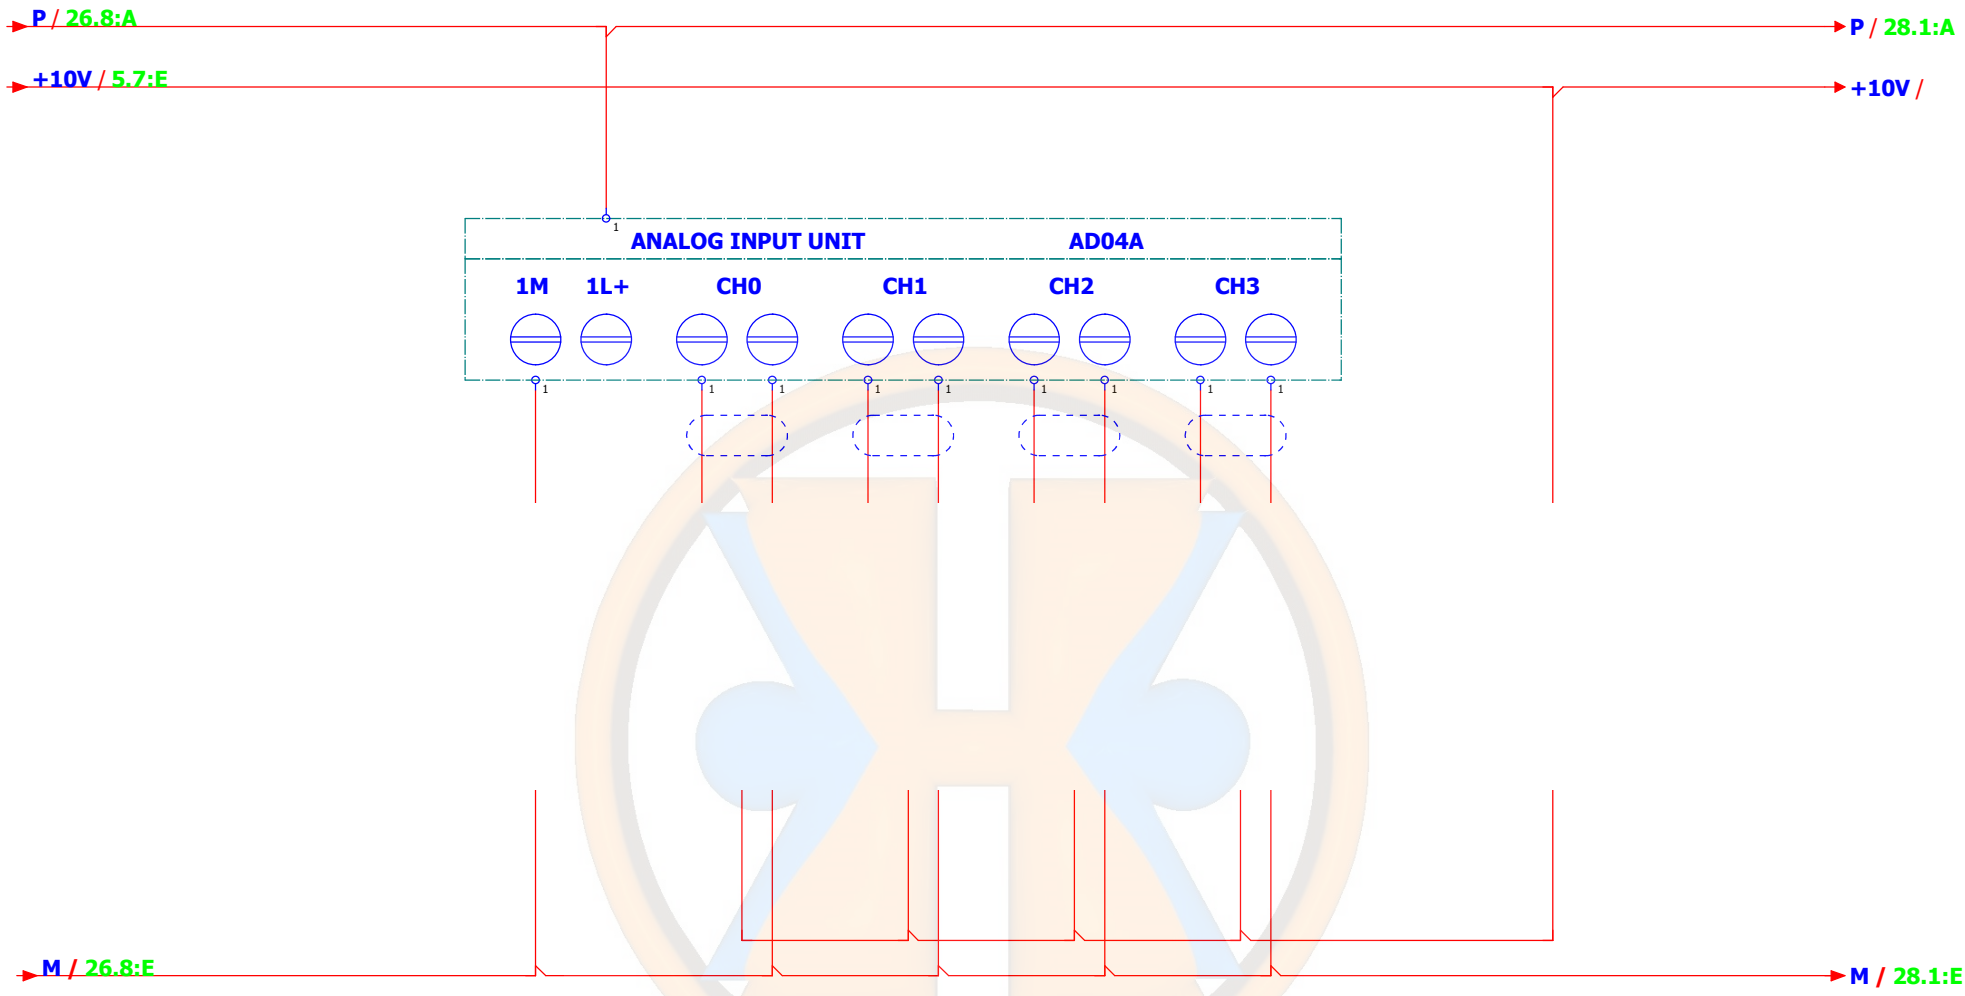 P / 26.8:A
P / 28.1:A
+10V / 5.7:E
+10V /
1
ANALOG INPUT UNIT AD04A
1M 1L+ CH0 CH1 CH2 CH3
1 1 1 1 1 1 1 1 1
M / 26.8:E
M / 28.1:E